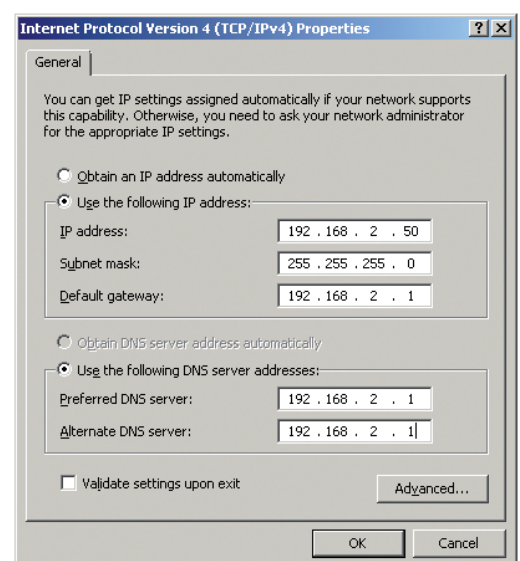 Internet Protocol Version 4 (TCP/IPv4) Properties ? X
General
You can get IP settings assigned automatically if your network supports
this capability. Otherwise, you need to ask your network administrator
for the appropriate IP settings.
Obtain an IP address automatically
Use the following IP address:
IP address: 192 . 168 . 2 . 50
Subnet mask: 255 . 255 . 255 . 0
Default gateway: 192 . 168 . 2 . 1
Obtain DNS server address automatically
Use the following DNS server addresses:
Preferred DNS server: 192 . 168 . 2 . 1
Alternate DNS server: 192 . 168 . 2 . 1
Validate settings upon exit
Advanced...
OK Cancel